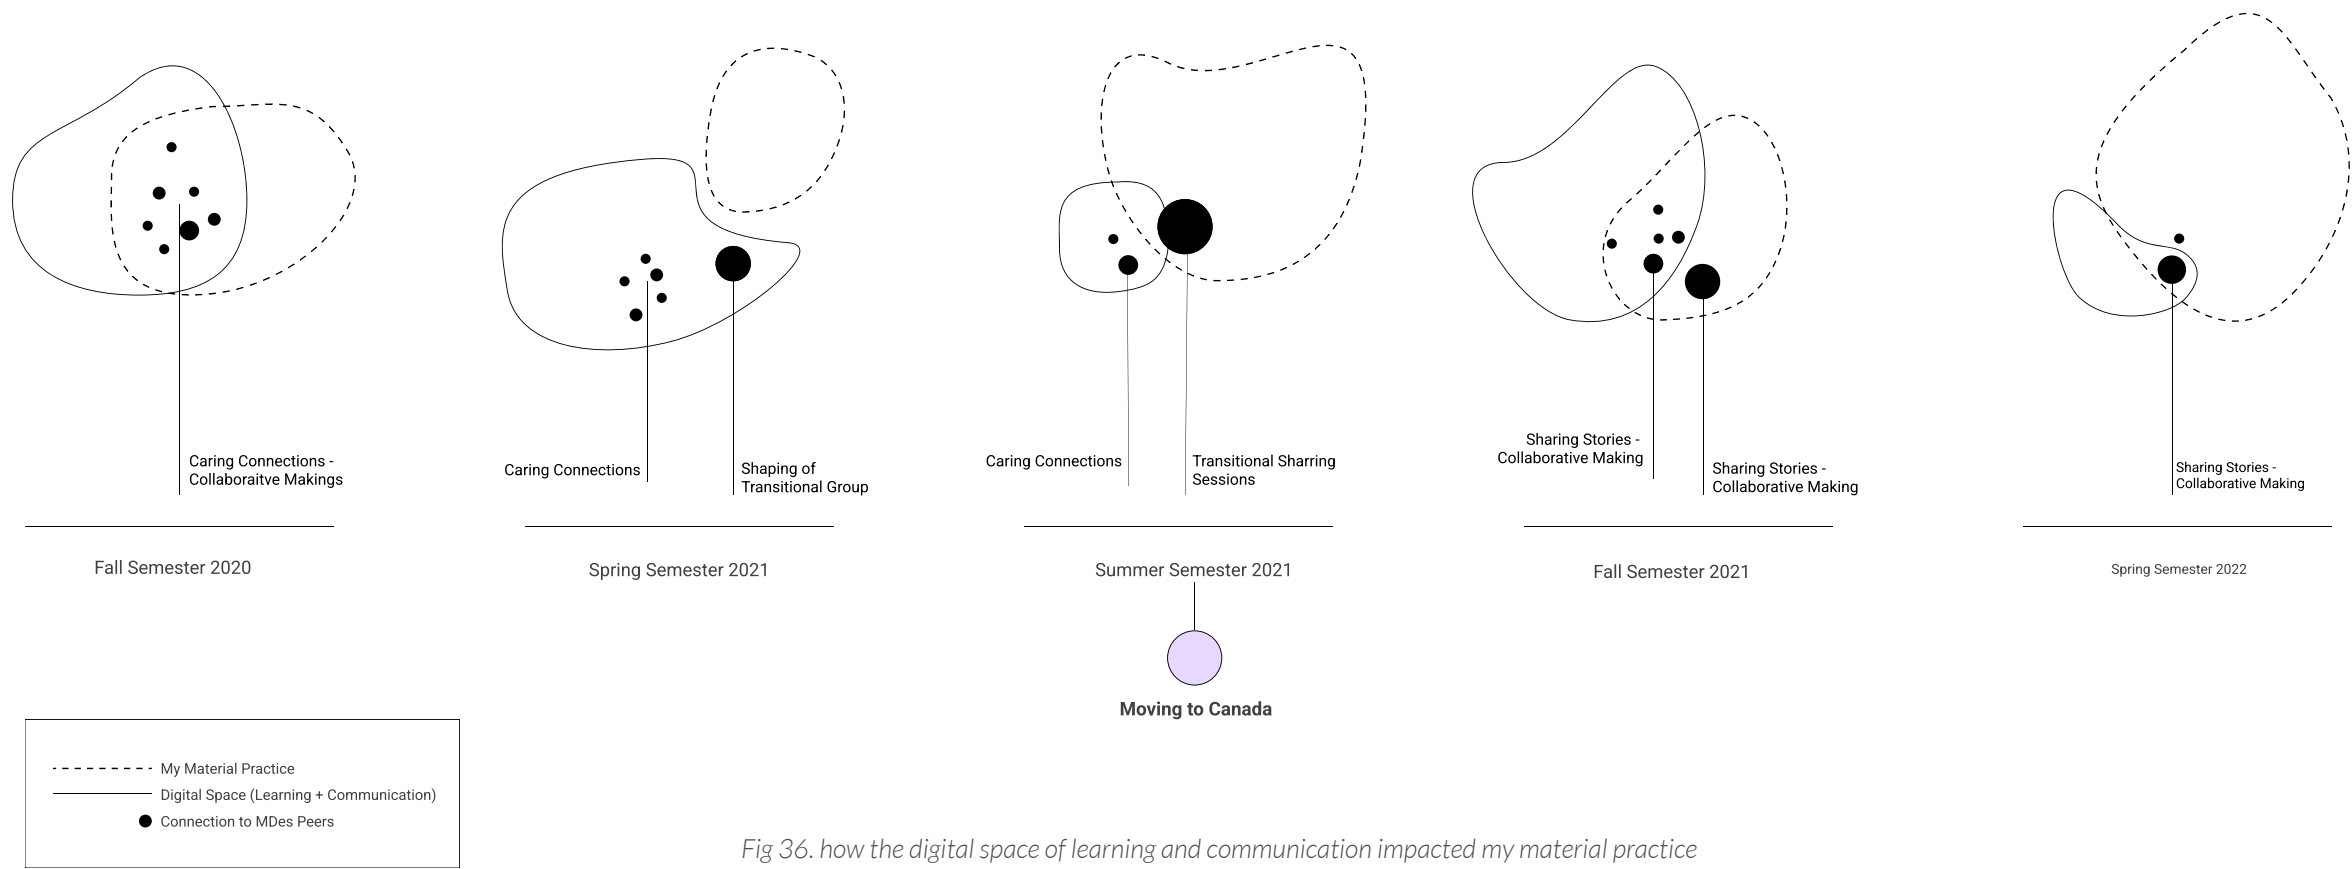 Caring Connections -
Collaboraitve Makings
Fall Semester 2020
Caring Connections
Shaping of
Transitional Group
Spring Semester 2021
Caring Connections
Transitional Sharring
Sessions
Summer Semester 2021
Moving to Canada
Sharing Stories -
Collaborative Making
Sharing Stories -
Collaborative Making
Fall Semester 2021
Sharing Stories -
Collaborative Making
Spring Semester 2022
My Material Practice
Digital Space (Learning + Communication)
Connection to MDes Peers
Fig 36. how the digital space of learning and communication impacted my material practice